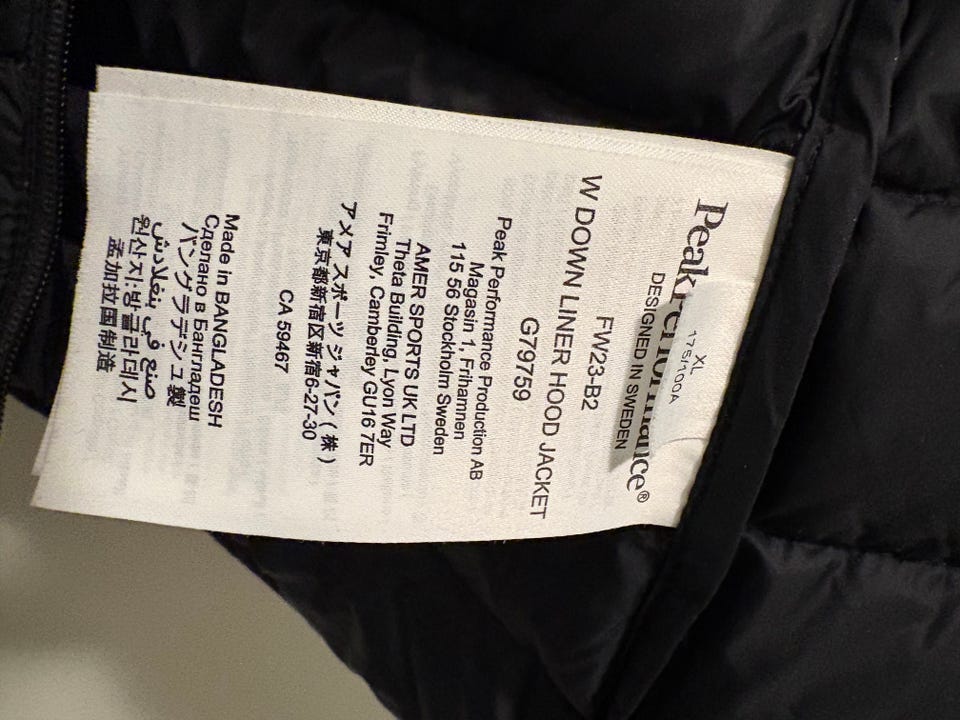 PeakPerformance®
DESIGNED IN SWEDEN
XL
175/100A
FW23-B2
W DOWN LINER HOOD JACKET
G79759
Peak Performance Production AB
Magasin 1, Frihamnen
115 56 Stockholm Sweden
AMER SPORTS UK LTD
Theta Building, Lyon Way
Frimley, Camberley GU16 7ER
アメア スポーツ ジャパン ( 株 )
東京都新宿区新宿6-27-30
CA 59467
Made in BANGLADESH
Сделано в Бангладеш
バングラデシュ製
صنع في بنغلاديش
원산지:방글라데시
孟加拉国制造